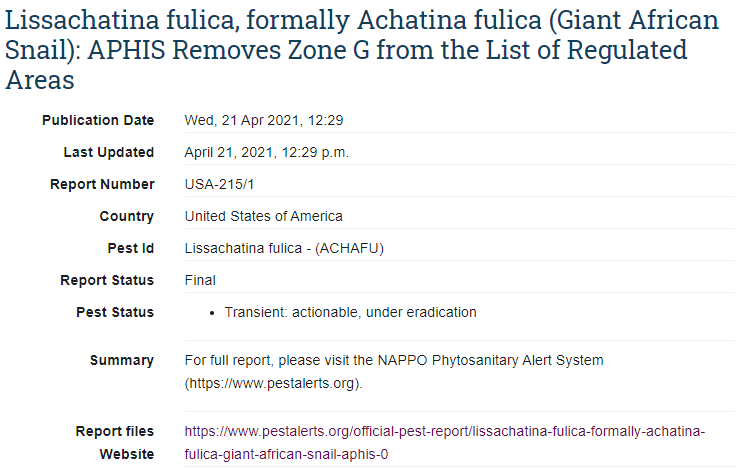 Lissachatina fulica, formally Achatina fulica (Giant African
Snail): APHIS Removes Zone G from the List of Regulated
Areas
Publication Date Wed, 21 Apr 2021, 12:29
Last Updated April 21, 2021, 12:29 p.m.
Report Number USA-215/1
Country United States of America
Pest Id Lissachatina fulica - (ACHAFU)
Report Status Final
Pest Status • Transient: actionable, under eradication
Summary For full report, please visit the NAPPO Phytosanitary Alert System
(https://www.pestalerts.org).
Report files https://www.pestalerts.org/official-pest-report/lissachatina-fulica-formally-achatina-
Website fulica-giant-african-snail-aphis-0